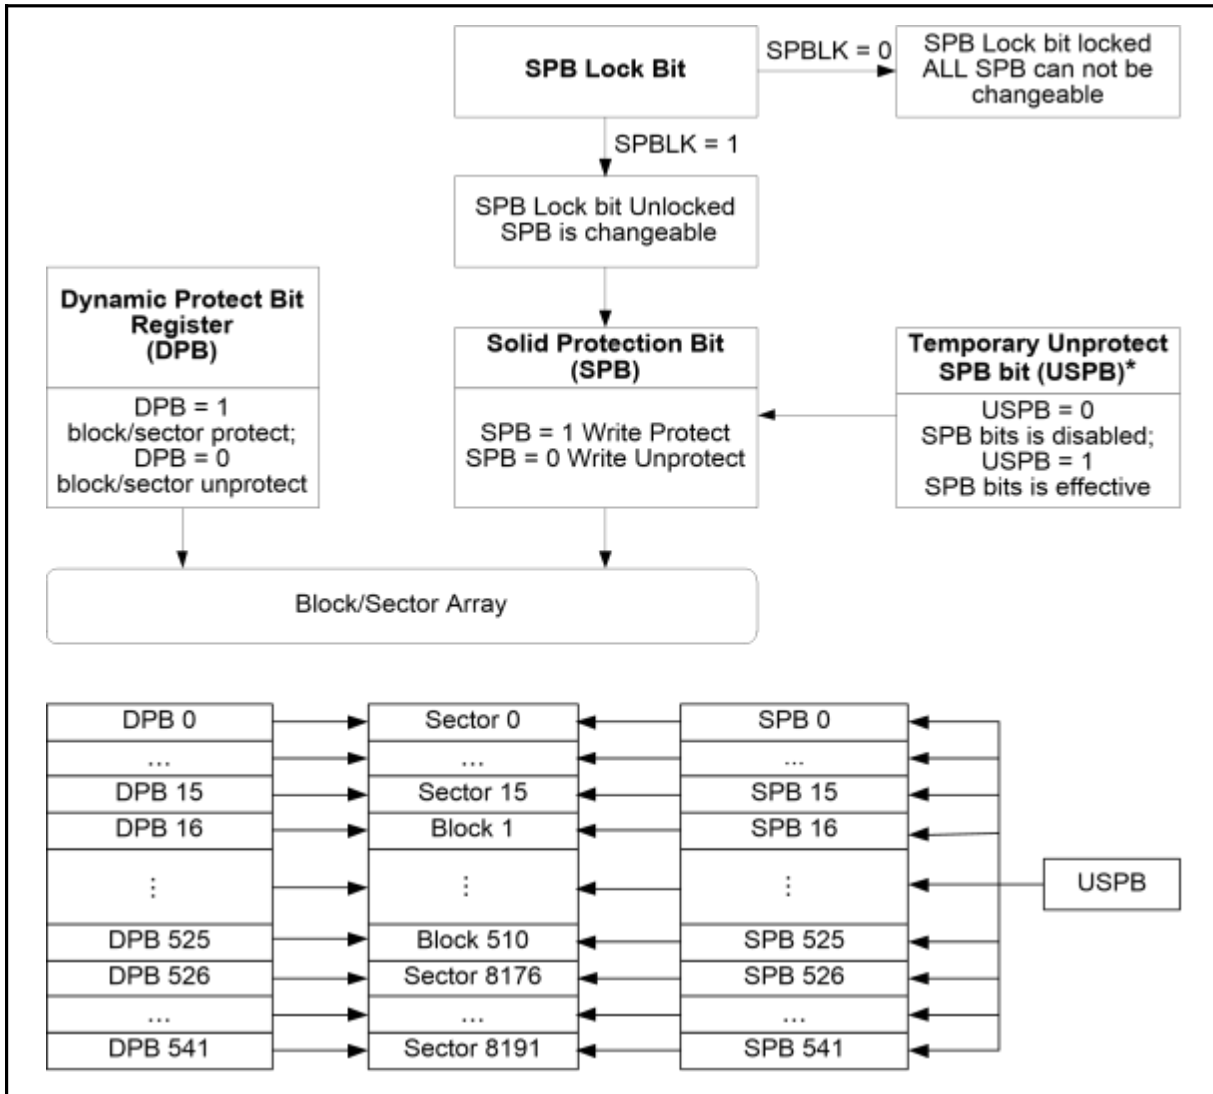 SPB Lock Bit
SPBLK = 0
SPB Lock bit locked
ALL SPB can not be
changeable
SPBLK = 1
SPB Lock bit Unlocked
SPB is changeable
Dynamic Protect Bit
Register
(DPB)
DPB = 1
block/sector protect;
DPB = 0
block/sector unprotect
Solid Protection Bit
(SPB)
SPB = 1 Write Protect
SPB = 0 Write Unprotect
Temporary Unprotect
SPB bit (USPB)*
USPB = 0
SPB bits is disabled;
USPB = 1
SPB bits is effective
Block/Sector Array
DPB 0
Sector 0
SPB 0
...
...
...
DPB 15
Sector 15
SPB 15
DPB 16
Block 1
SPB 16
⋮
⋮
⋮
USPB
DPB 525
Block 510
SPB 525
DPB 526
Sector 8176
SPB 526
...
...
...
DPB 541
Sector 8191
SPB 541